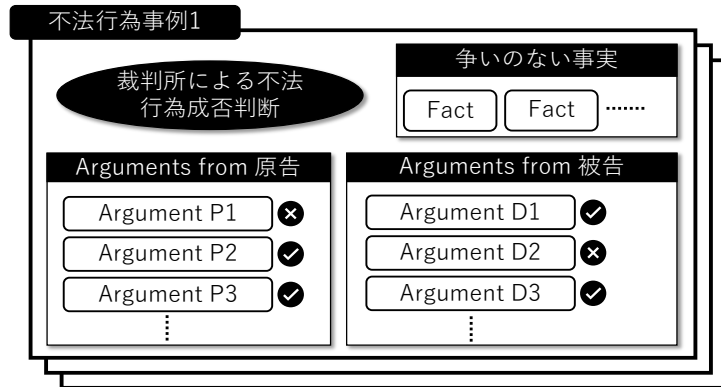 不法行為事例1
裁判所による不法
行為成否判断
争いのない事実
Fact Fact ……
Arguments from 原告
Argument P1
Argument P2
Argument P3
Arguments from 被告
Argument D1
Argument D2
Argument D3